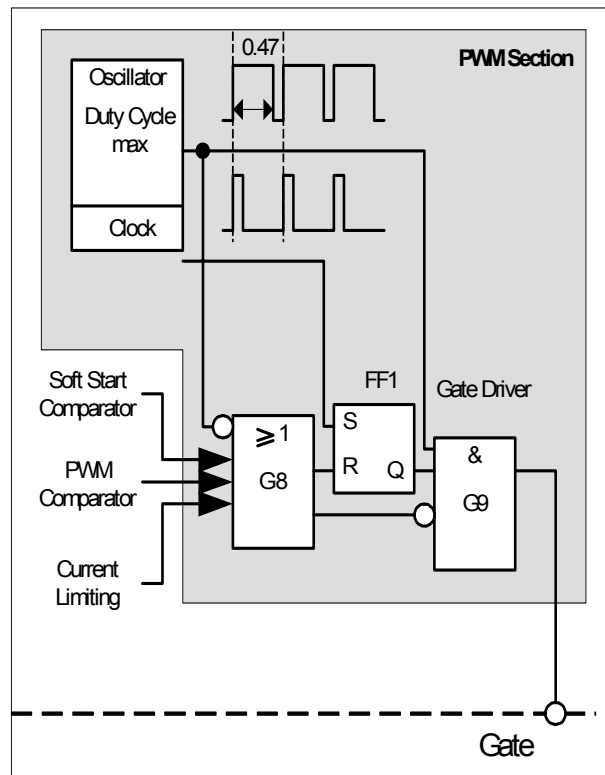 0.47
PWM Section
Oscillator
Duty Cycle
max
Clock
Soft Start
Comparator
PWM
Comparator
Current
Limiting
≥1
G8
FF1
S
R
Q
Gate Driver
&
G9
Gate